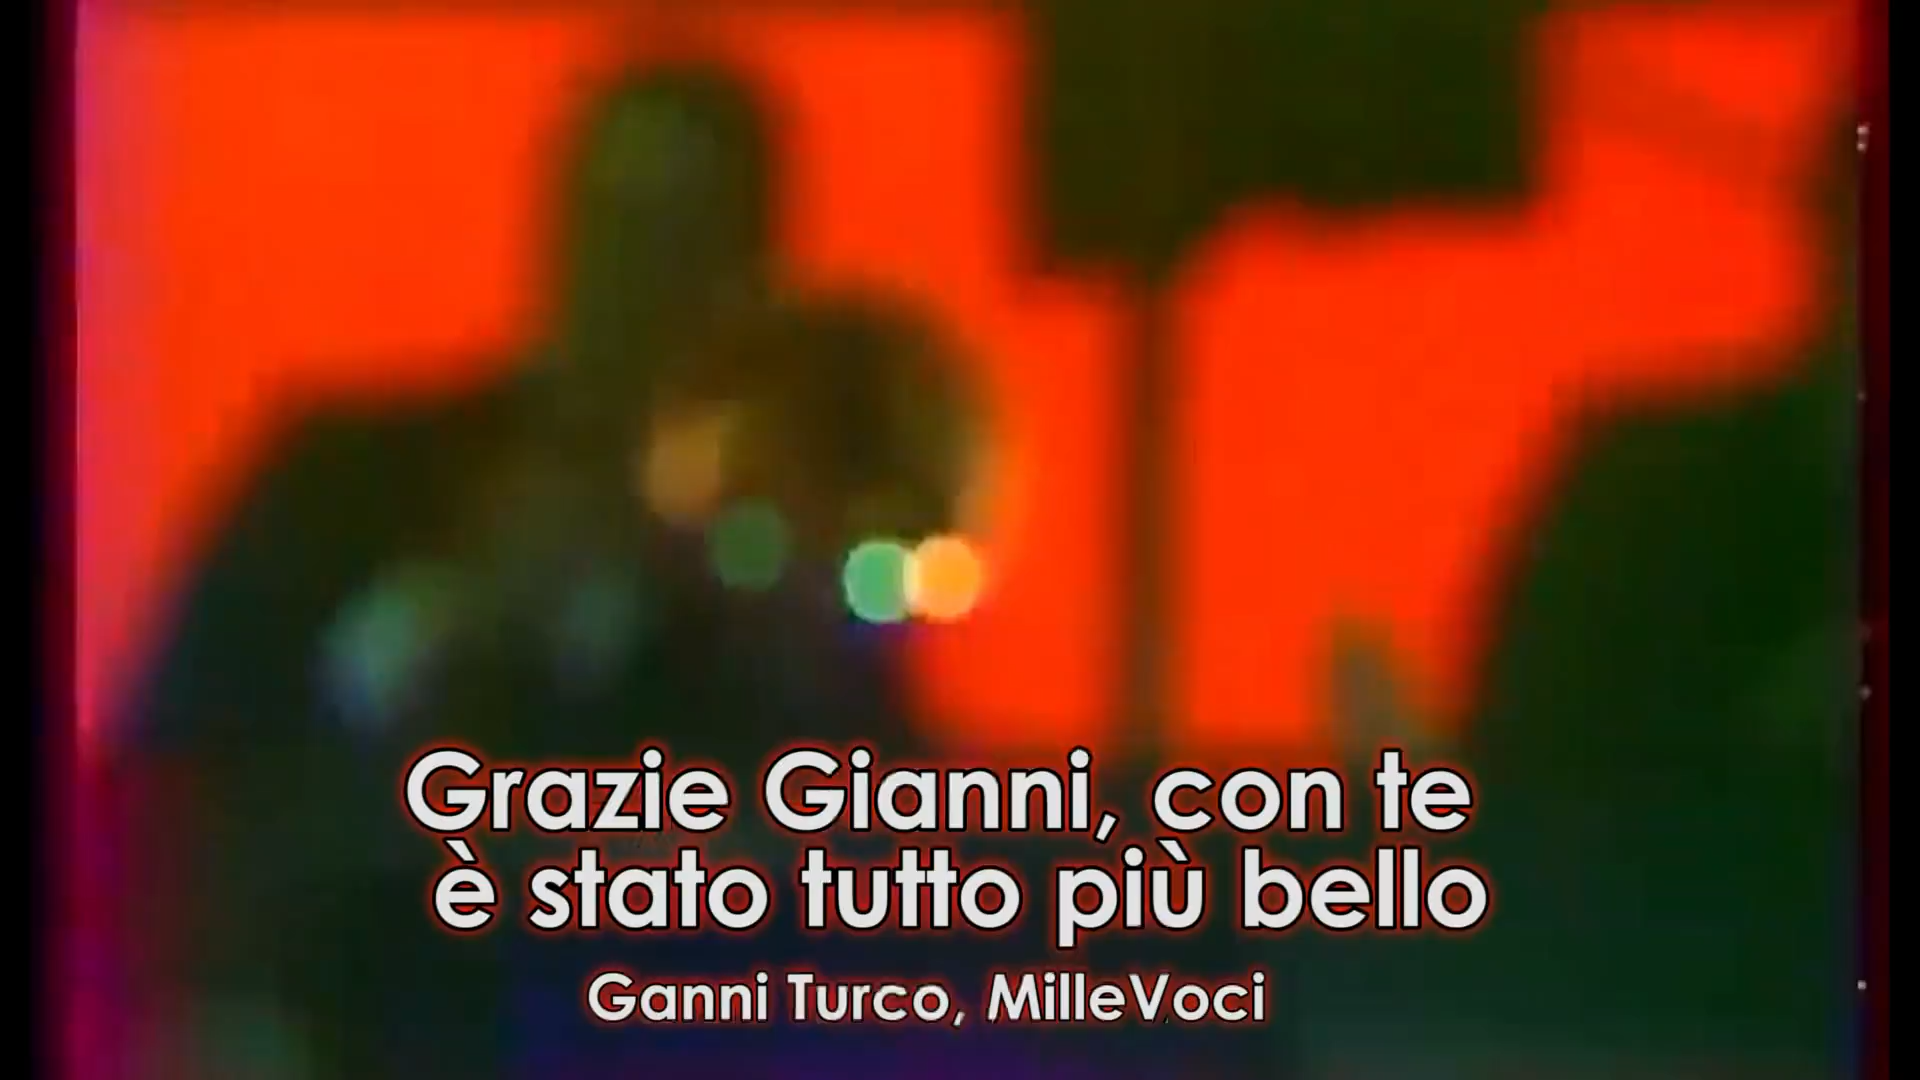 Grazie Gianni, con te
è stato tutto più bello
Ganni Turco, MilleVoci